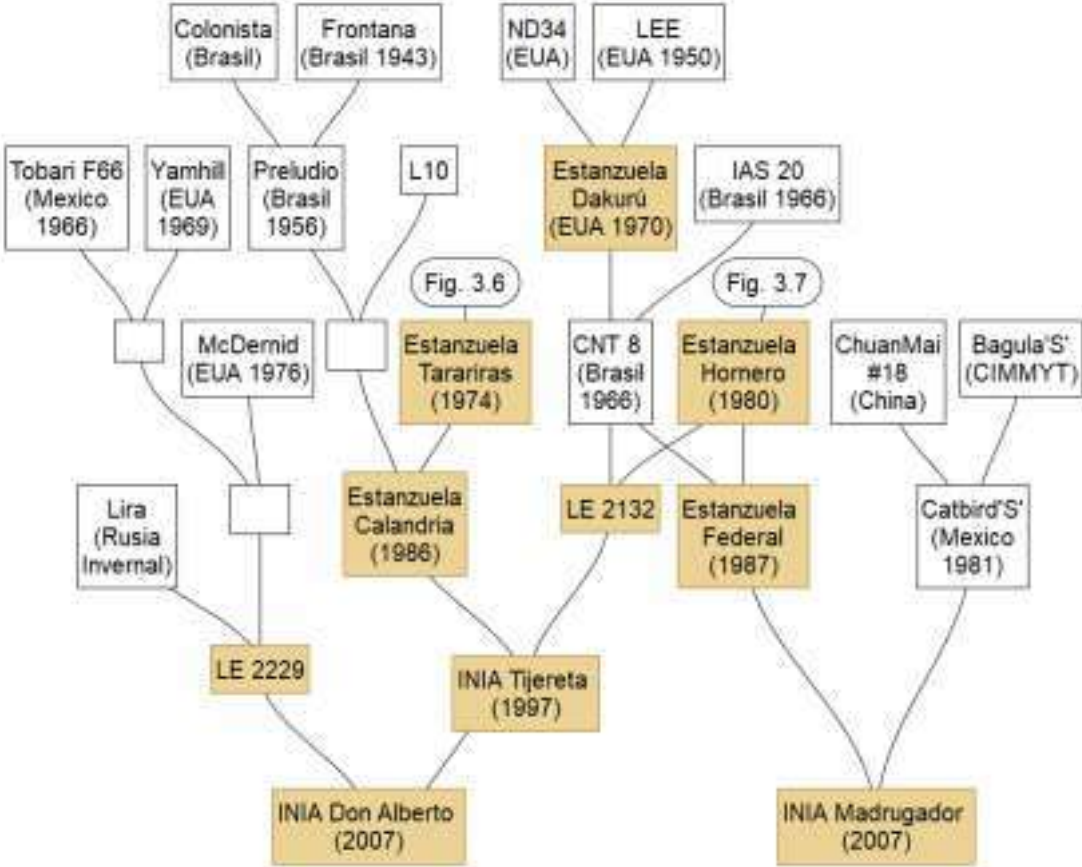 Colonista
(Brasil)
Frontana
(Brasil 1943)
ND34
(EUA)
LEE
(EUA 1950)
Tobari F66
(Mexico
1966)
Yamhill
(EUA
1969)
Preludio
(Brasil
1956)
L10
Estanzuela
Dakurú
(EUA 1970)
IAS 20
(Brasil 1966)
Fig. 3.6
Fig. 3.7
McDernid
(EUA 1976)
Estanzuela
Tarariras
(1974)
CNT 8
(Brasil
1966)
Estanzuela
Hornero
(1980)
ChuanMai
#18
(China)
Bagula'S'
(CIMMYT)
Lira
(Rusia
Invernal)
Estanzuela
Calandria
(1986)
LE 2132
Estanzuela
Federal
(1987)
Catbird'S'
(Mexico
1981)
LE 2229
INIA Tijereta
(1997)
INIA Don Alberto
(2007)
INIA Madrugador
(2007)